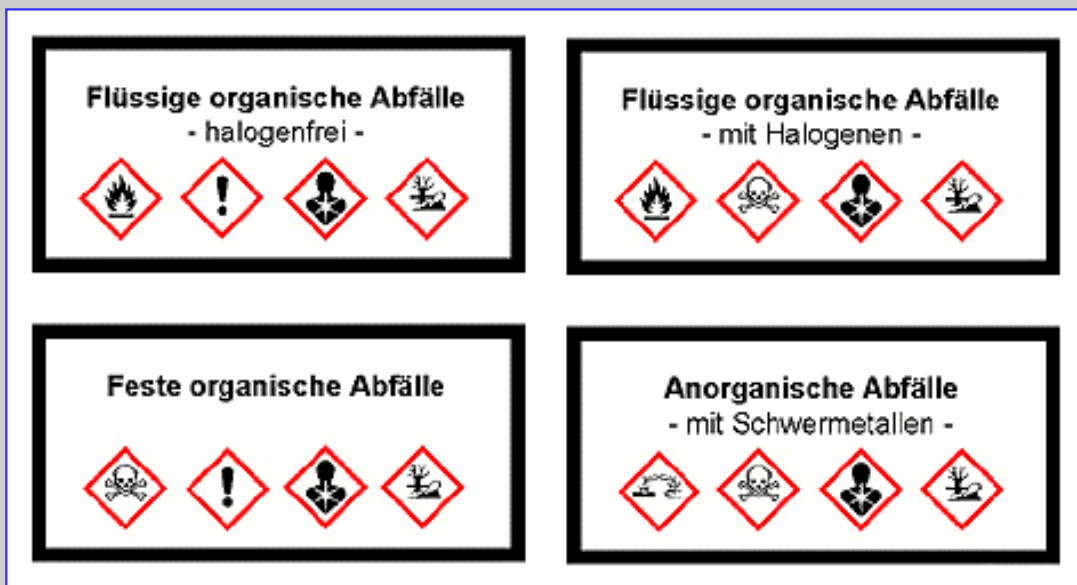 Flüssige organische Abfälle
- halogenfrei -
Flüssige organische Abfälle
- mit Halogenen -
Feste organische Abfälle
Anorganische Abfälle
- mit Schwermetallen -